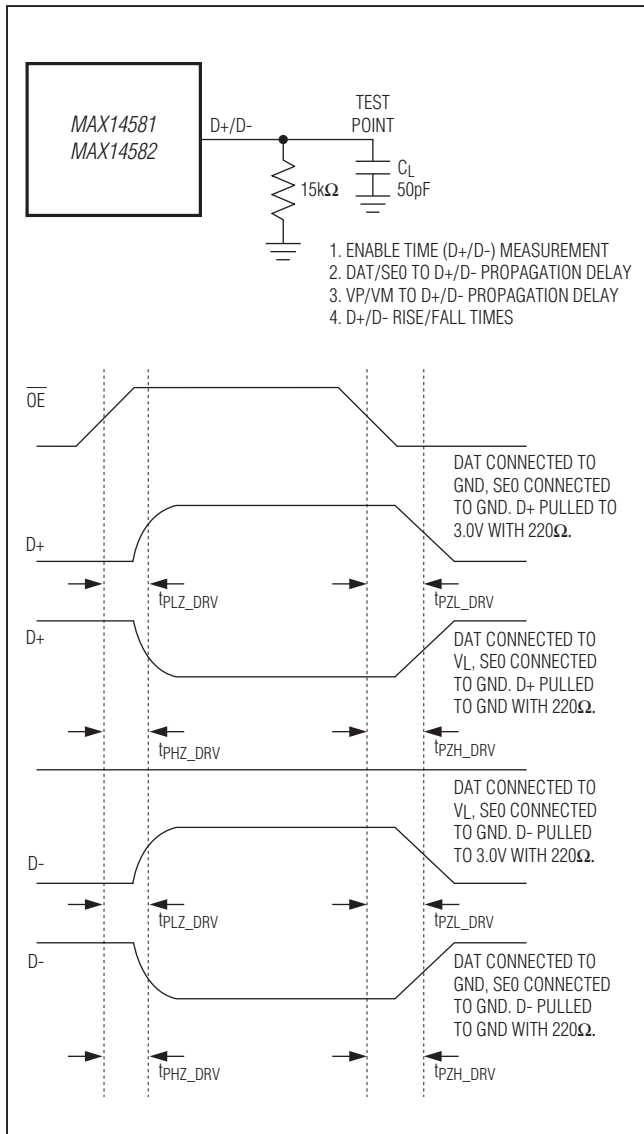 MAX14581
MAX14582
D+/D-
TEST
POINT
15kΩ
CL
50pF
1. ENABLE TIME (D+/D-) MEASUREMENT
2. DAT/SE0 TO D+/D- PROPAGATION DELAY
3. VP/VM TO D+/D- PROPAGATION DELAY
4. D+/D- RISE/FALL TIMES
OE
DAT CONNECTED TO
GND, SE0 CONNECTED
TO GND. D+ PULLED TO
3.0V WITH 220Ω.
D+
tPLZ_DRV
tPZL_DRV
D+
DAT CONNECTED TO
VL, SE0 CONNECTED
TO GND. D+ PULLED
TO GND WITH 220Ω.
tPHZ_DRV
tPZH_DRV
DAT CONNECTED TO
VL, SE0 CONNECTED
TO GND. D- PULLED
TO 3.0V WITH 220Ω.
D-
tPLZ_DRV
tPZL_DRV
D-
DAT CONNECTED TO
GND, SE0 CONNECTED
TO GND. D- PULLED
TO GND WITH 220Ω.
tPHZ_DRV
tPZH_DRV